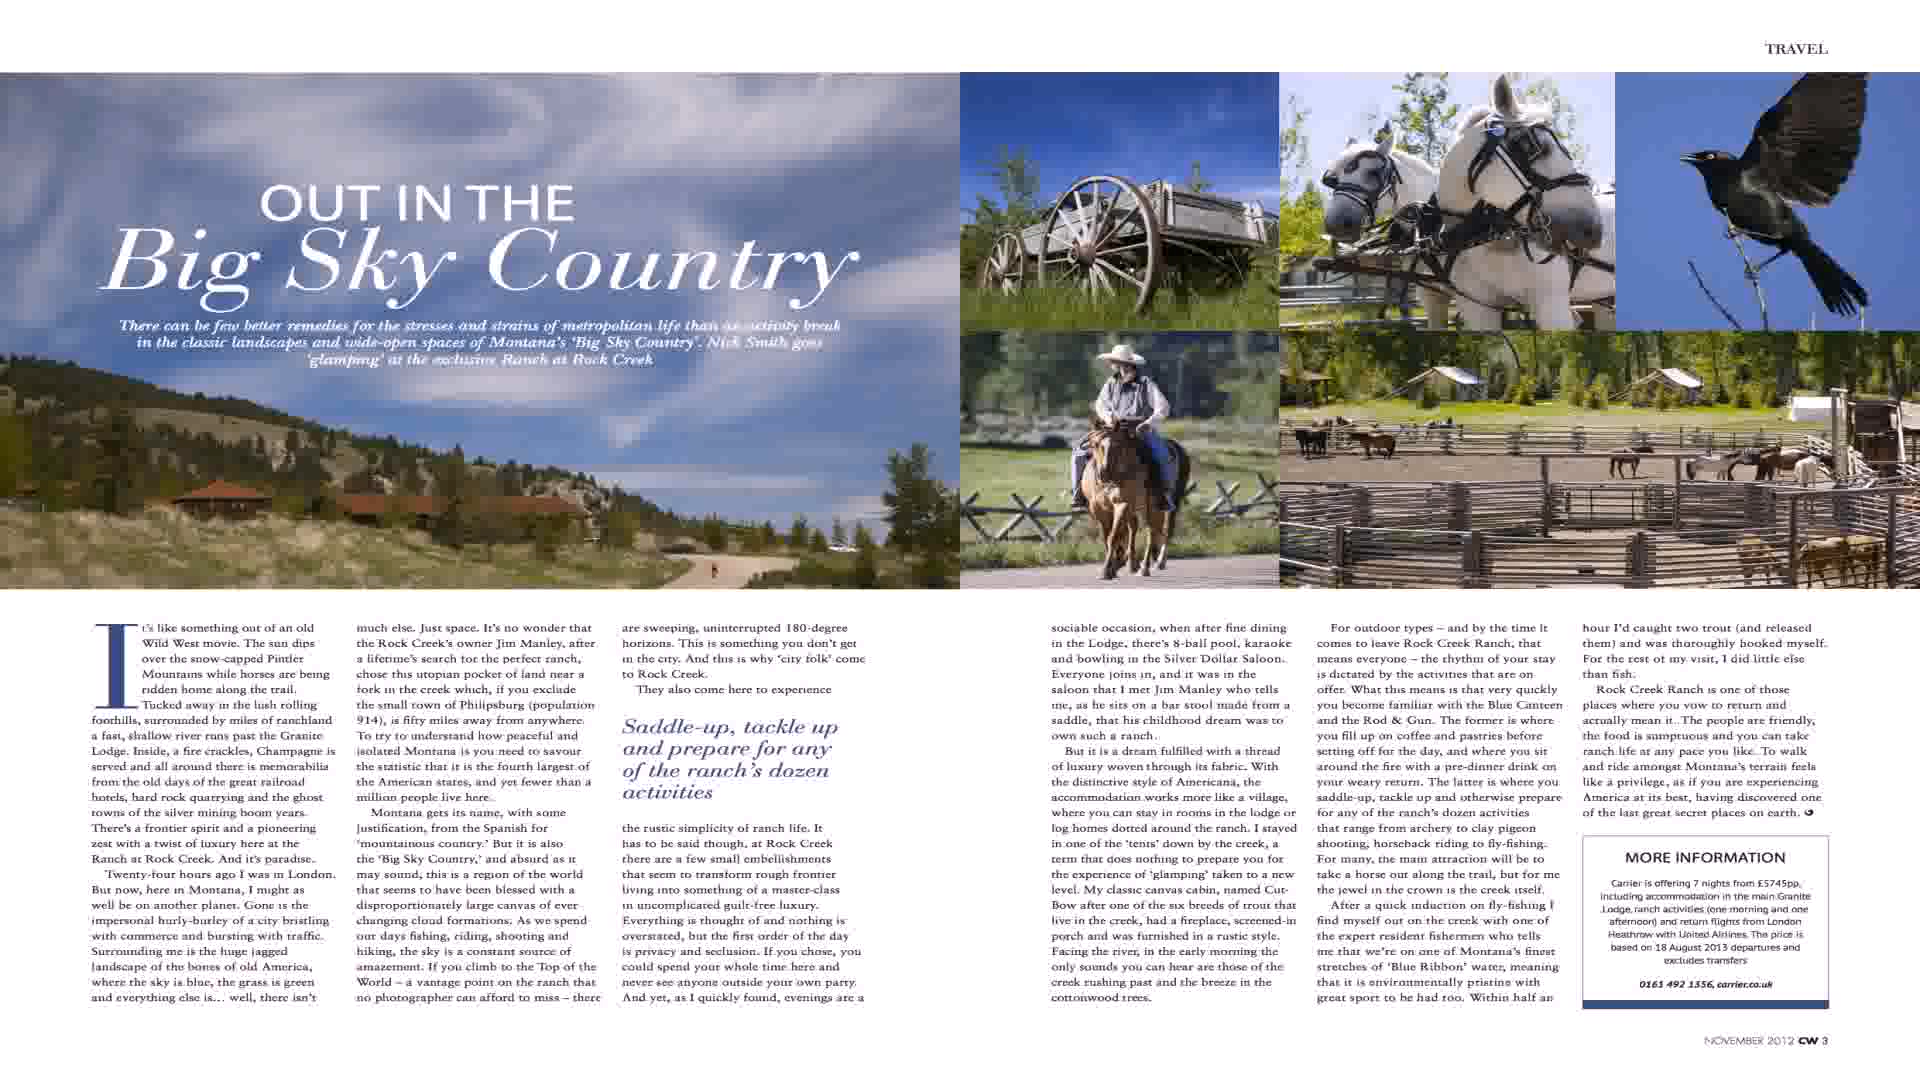 TRAVEL
OUT IN THE
Big Sky Country
There can be few better remedies for the stresses and strains of metropolitan life than an activity break
in the classic landscapes and wide-open spaces of Montana's 'Big Sky Country'. Nick Smith goes
'glamping' at the exclusive Ranch at Rock Creek
It's like something out of an old
Wild West movie. The sun dips
over the snow-capped Pintler
Mountains while horses are being
ridden home along the trail.
Tucked away in the lush rolling
foothills, surrounded by miles of ranchland
a fast, shallow river runs past the Granite
Lodge. Inside, a fire crackles, Champagne is
served and all around there is memorabilia
from the old days of the great railroad
hotels, hard rock quarrying and the ghost
towns of the silver mining boom years.
There's a frontier spirit and a pioneering
zest with a twist of luxury here at the
Ranch at Rock Creek. And it's paradise.
Twenty-four hours ago I was in London.
But now, here in Montana, I might as
well be on another planet. Gone is the
impersonal hurly-burley of a city bristling
with commerce and bursting with traffic.
Surrounding me is the huge jagged
landscape of the bones of old America,
where the sky is blue, the grass is green
and everything else is... well, there isn't
much else. Just space. It's no wonder that
the Rock Creek's owner Jim Manley, after
a lifetime's search for the perfect ranch,
chose this utopian pocket of land near a
fork in the creek which, if you exclude
the small town of Philipsburg (population
914), is fifty miles away from anywhere.
To try to understand how peaceful and
isolated Montana is you need to savour
the statistic that it is the fourth largest of
the American states, and yet fewer than a
million people live here.
Montana gets its name, with some
justification, from the Spanish for
'mountainous country.' But it is also
the 'Big Sky Country,' and absurd as it
may sound, this is a region of the world
that seems to have been blessed with a
disproportionately large canvas of ever
changing cloud formations. As we spend
our days fishing, riding, shooting and
hiking, the sky is a constant source of
amazement. If you climb to the Top of the
World – a vantage point on the ranch that
no photographer can afford to miss – there
are sweeping, uninterrupted 180-degree
horizons. This is something you don't get
in the city. And this is why 'city folk' come
to Rock Creek.
They also come here to experience
Saddle-up, tackle up
and prepare for any
of the ranch's dozen
activities
the rustic simplicity of ranch life. It
has to be said though, at Rock Creek
there are a few small embellishments
that seem to transform rough frontier
living into something of a master-class
in uncomplicated guilt-free luxury.
Everything is thought of and nothing is
overstated, but the first order of the day
is privacy and seclusion. If you chose, you
could spend your whole time here and
never see anyone outside your own party.
And yet, as I quickly found, evenings are a
sociable occasion, when after fine dining
in the Lodge, there's 8-ball pool, karaoke
and bowling in the Silver Dollar Saloon.
Everyone joins in, and it was in the
saloon that I met Jim Manley who tells
me, as he sits on a bar stool made from a
saddle, that his childhood dream was to
own such a ranch.
But it is a dream fulfilled with a thread
of luxury woven through its fabric. With
the distinctive style of Americana, the
accommodation works more like a village,
where you can stay in rooms in the lodge or
log homes dotted around the ranch. I stayed
in one of the 'tents' down by the creek, a
term that does nothing to prepare you for
the experience of 'glamping' taken to a new
level. My classic canvas cabin, named Cut-
Bow after one of the six breeds of trout that
live in the creek, had a fireplace, screened-in
porch and was furnished in a rustic style.
Facing the river, in the early morning the
only sounds you can hear are those of the
creek rushing past and the breeze in the
cottonwood trees.
For outdoor types – and by the time it
comes to leave Rock Creek Ranch, that
means everyone – the rhythm of your stay
is dictated by the activities that are on
offer. What this means is that very quickly
you become familiar with the Blue Canteen
and the Rod & Gun. The former is where
you fill up on coffee and pastries before
setting off for the day, and where you sit
around the fire with a pre-dinner drink on
your weary return. The latter is where you
saddle-up, tackle up and otherwise prepare
for any of the ranch's dozen activities
that range from archery to clay pigeon
shooting, horseback riding to fly-fishing.
For many, the main attraction will be to
take a horse out along the trail, but for me
the jewel in the crown is the creek itself.
After a quick induction on fly-fishing I
find myself out on the creek with one of
the expert resident fishermen who tells
me that we're on one of Montana's finest
stretches of 'Blue Ribbon' water, meaning
that it is environmentally pristine with
great sport to be had too. Within half an
hour I'd caught two trout (and released
them) and was thoroughly hooked myself.
For the rest of my visit, I did little else
than fish.
Rock Creek Ranch is one of those
places where you vow to return and
actually mean it. The people are friendly,
the food is sumptuous and you can take
ranch life at any pace you like. To walk
and ride amongst Montana's terrain feels
like a privilege, as if you are experiencing
America at its best, having discovered one
of the last great secret places on earth.
MORE INFORMATION
Carrier is offering 7 nights from £5745pp,
including accommodation in the main Granite
Lodge, ranch activities (one morning and one
afternoon) and return flights from London
Heathrow with United Airlines. The price is
based on 18 August 2013 departures and
excludes transfers
0161 492 1356, carrier.co.uk
NOVEMBER 2012 CW 3